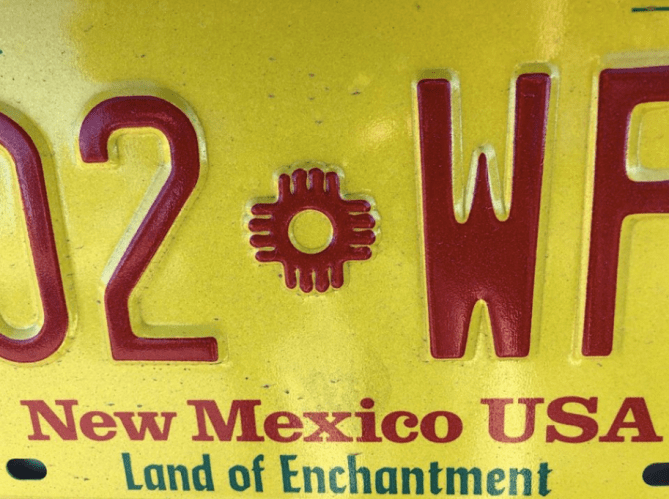 02 W
New Mexico USA
Land of Enchantment